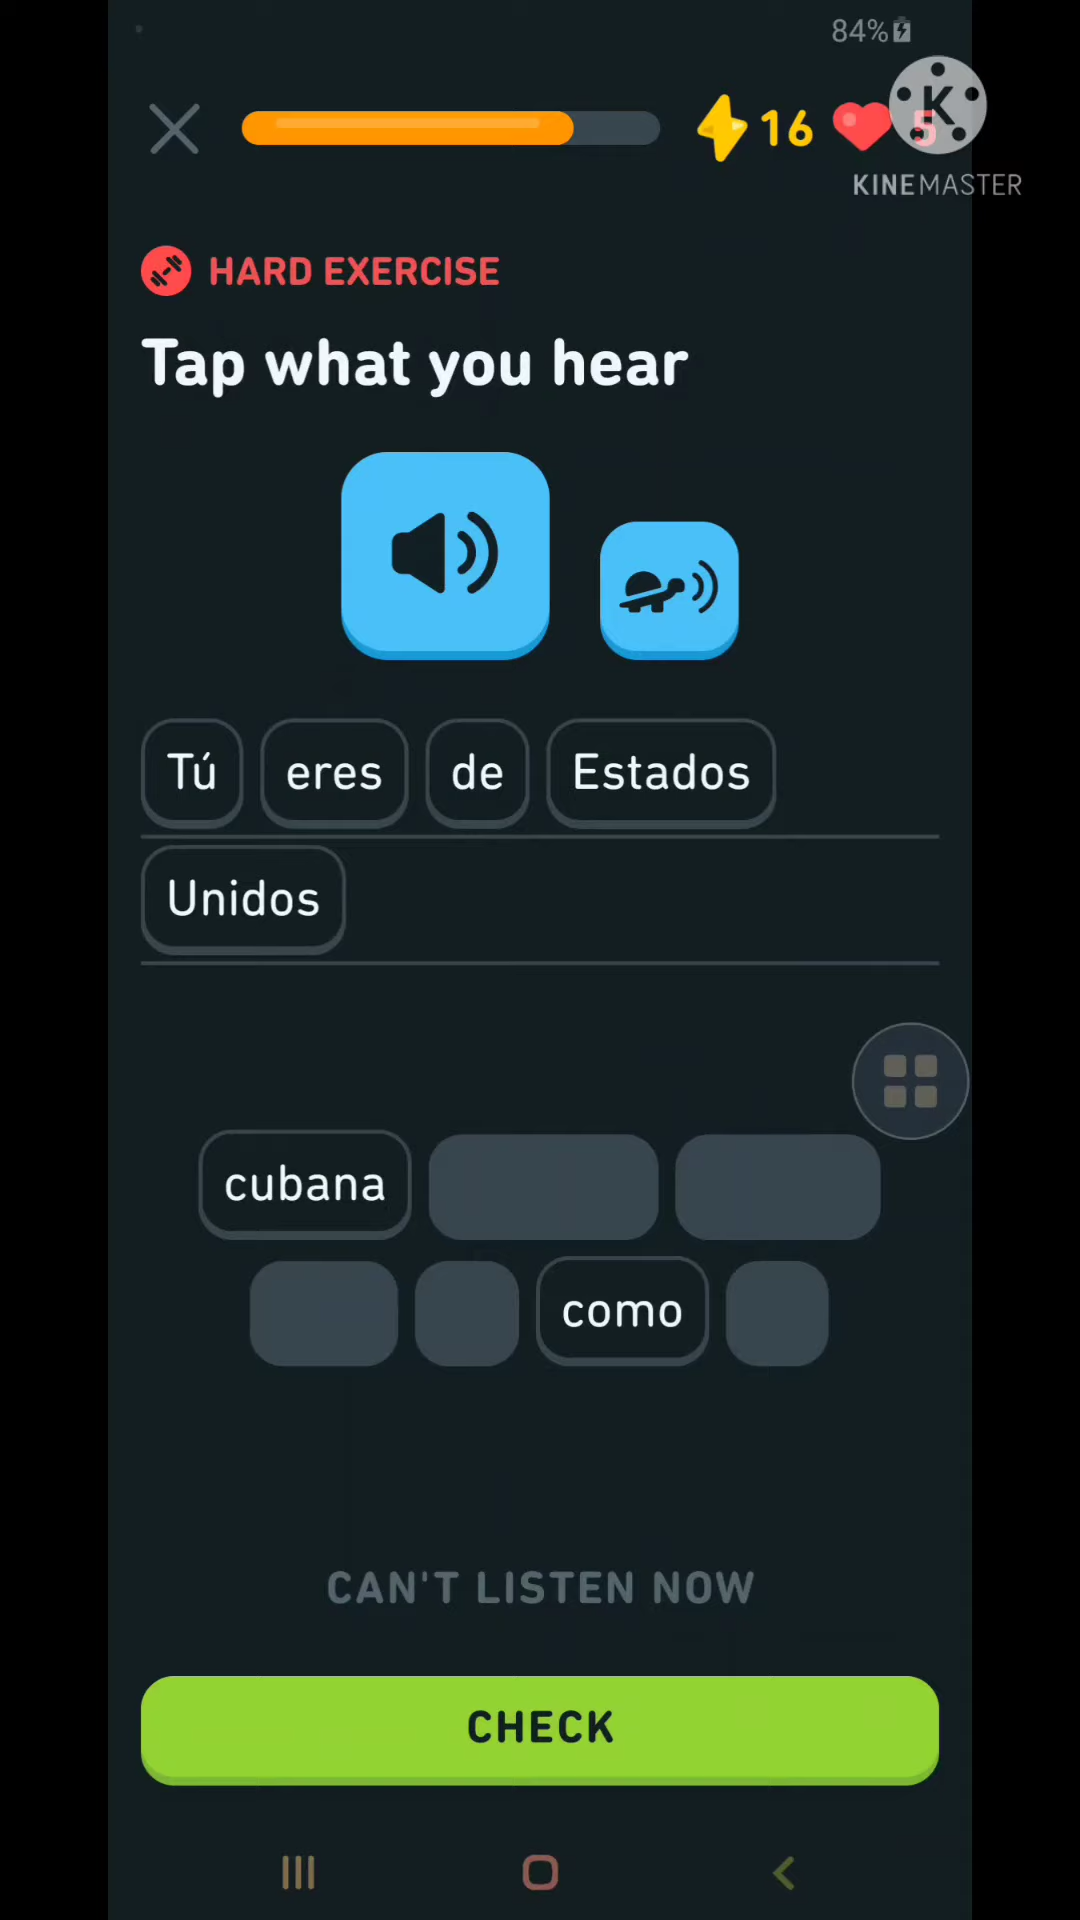 84%
16 5
KINEMASTER
HARD EXERCISE
Tap what you hear
Tú eres de Estados
Unidos
cubana
como
CAN'T LISTEN NOW
CHECK